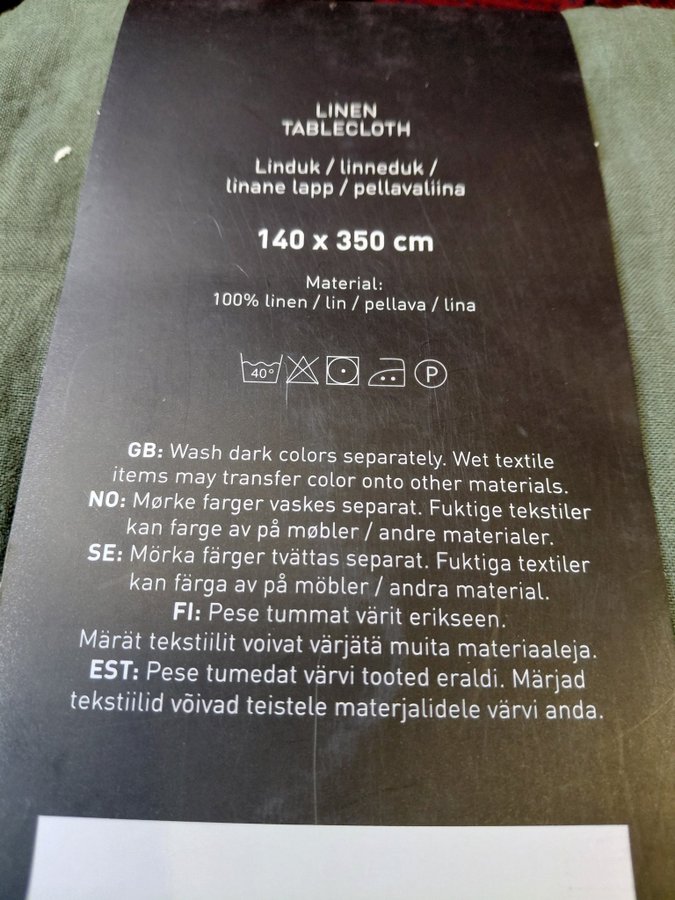 LINEN
TABLECLOTH
Linduk / linneduk /
linane lapp / pellavaliina
140 x 350 cm
Material:
100% linen / lin / pellava / lina
40°
P
GB: Wash dark colors separately. Wet textile
items may transfer color onto other materials.
NO: Mørke farger vaskes separat. Fuktige tekstiler
kan farge av på møbler / andre materialer.
SE: Mörka färger tvättas separat. Fuktiga textiler
kan färga av på möbler / andra material.
FI: Pese tummat värit erikseen.
Märät tekstiilit voivat värjätä muita materiaaleja.
EST: Pese tumedat värvi tooted eraldi. Märjad
tekstiilid võivad teistele materjalidele värvi anda.